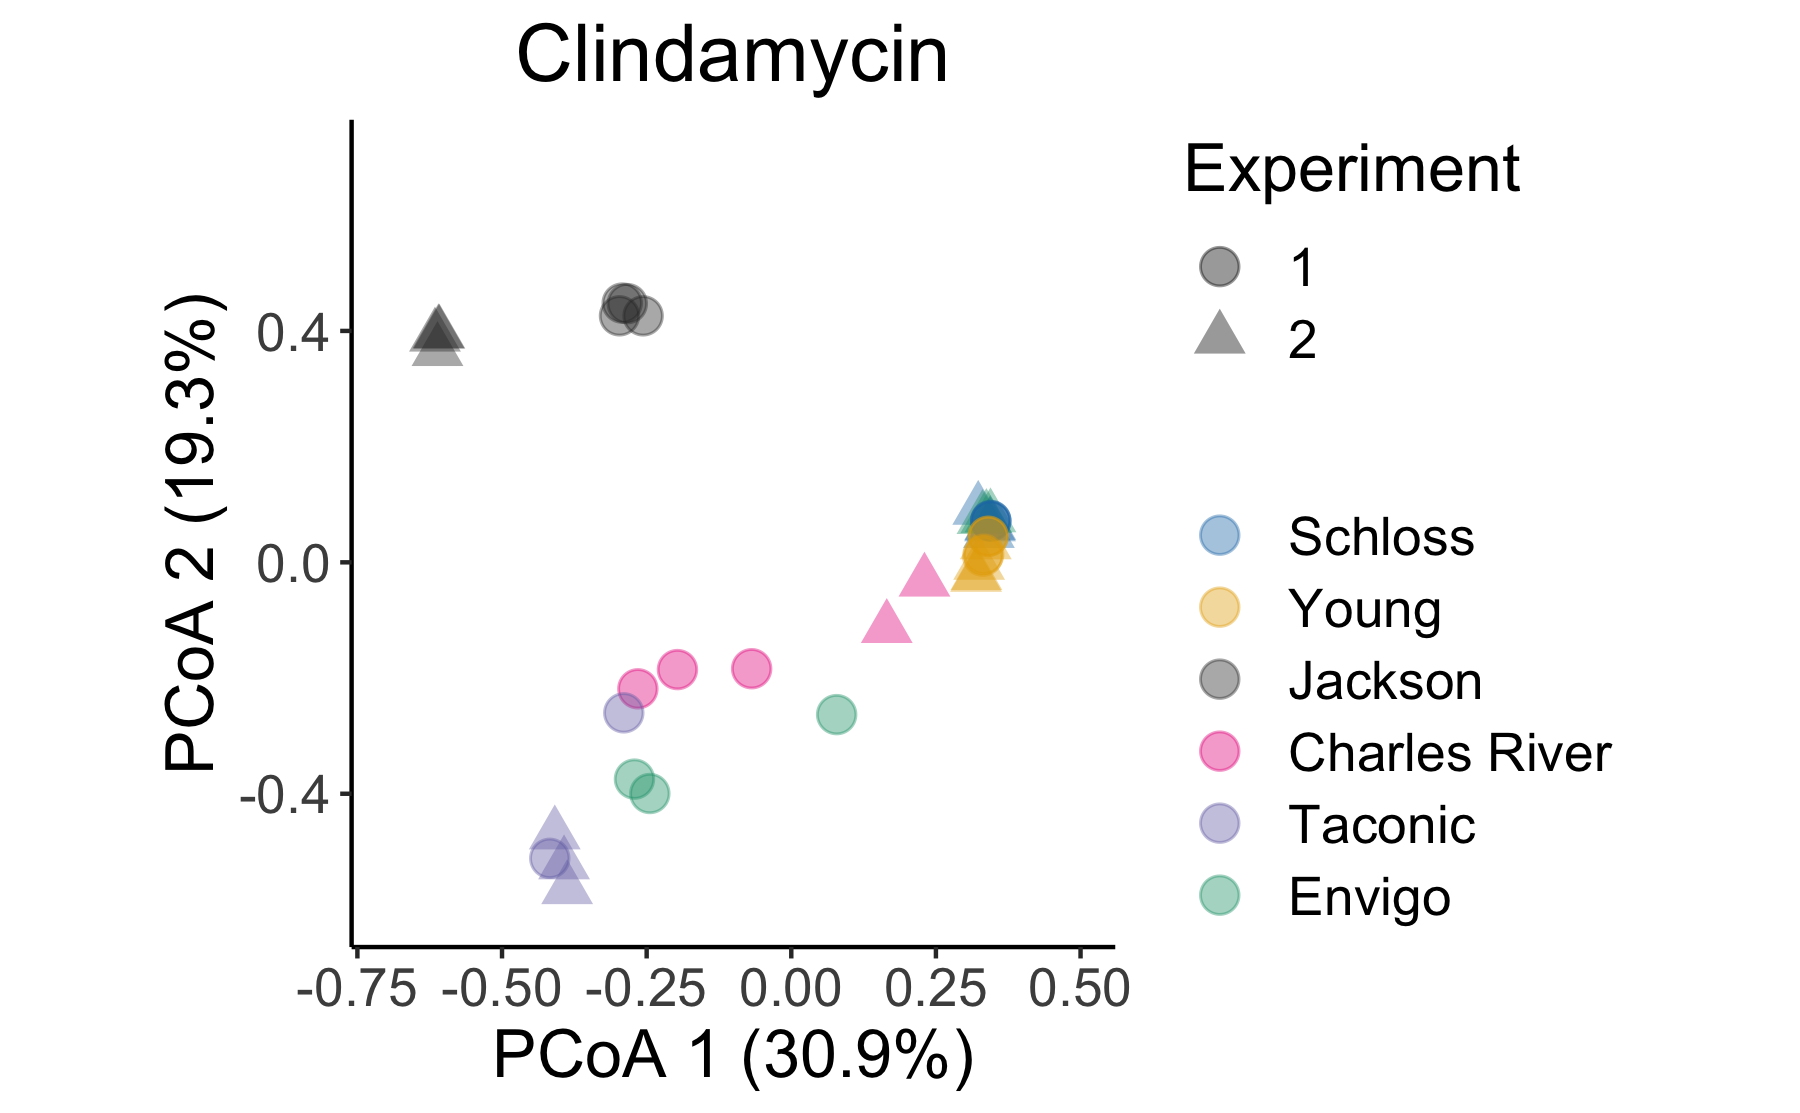 Clindamycin
PCoA 2 (19.3%)
0.4
0.0
-0.4
-0.75 -0.50 -0.25 0.00 0.25 0.50
PCoA 1 (30.9%)
Experiment
1
2
Schloss
Young
Jackson
Charles River
Taconic
Envigo